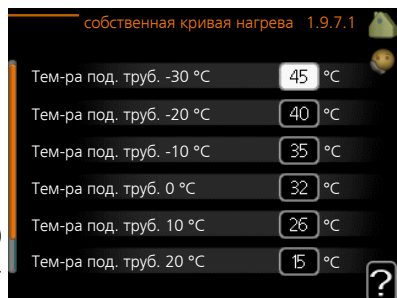 собственная кривая нагрева 1.9.7.1
Тем-ра под. труб. -30 °C 45 °C
Тем-ра под. труб. -20 °C 40 °C
Тем-ра под. труб. -10 °C 35 °C
Тем-ра под. труб. 0 °C 32 °C
Тем-ра под. труб. 10 °C 26 °C
Тем-ра под. труб. 20 °C 15 °C
?